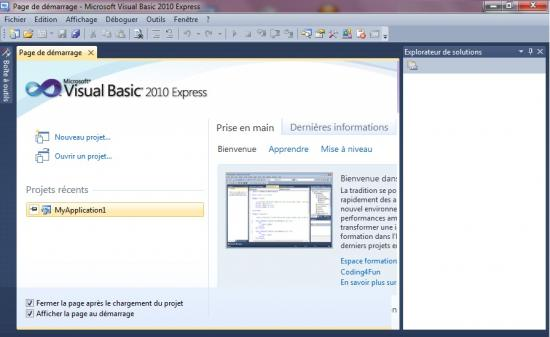 Page de démarrage - Microsoft Visual Basic 2010 Express
Fichier Edition Affichage Déboguer Outils Fenêtre ?
Boîte à outils
Page de démarrage X
Explorateur de solutions
Microsoft®
Visual Basic® 2010 Express
Nouveau projet...
Ouvrir un projet...
Projets récents
MyApplication1
Fermer la page après le chargement du projet
Afficher la page au démarrage
Prise en main Dernières informations
Bienvenue Apprendre Mise à niveau
Bienvenue dans
La tradition se po
rapidement des a
nouvel environne
performances am
transformer une i
formation dans l'I
derniers projets e
Espace formation
Coding4Fun
En savoir plus sur
n